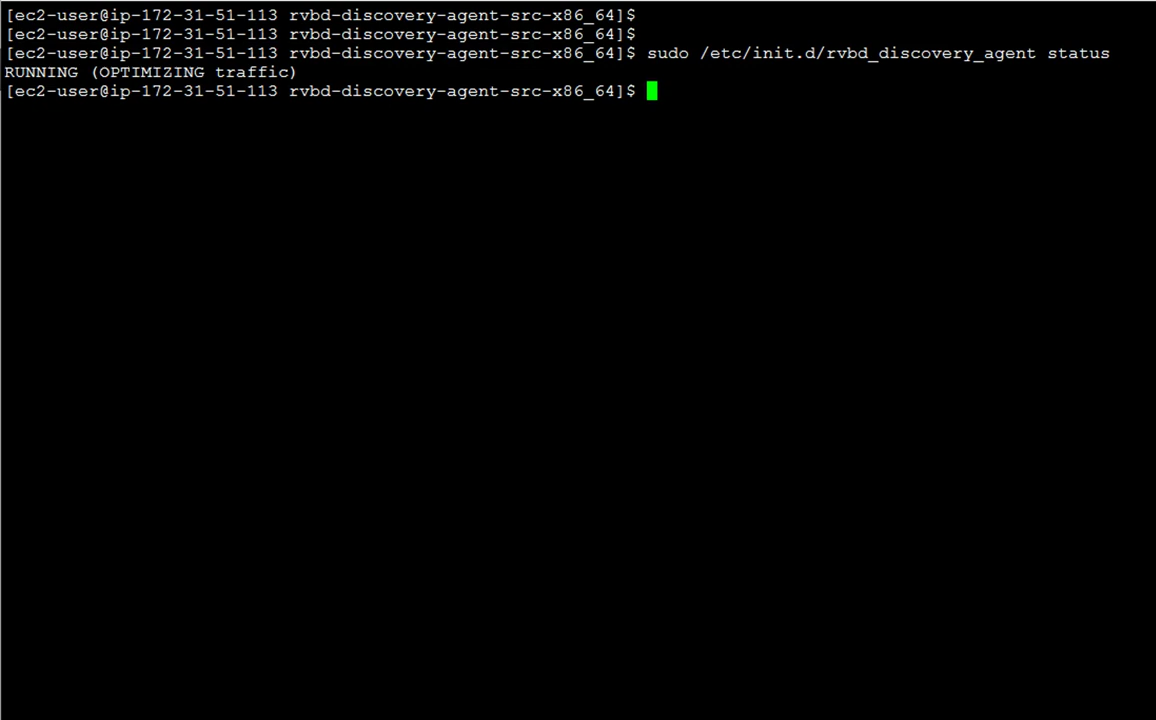 [ec2-user@ip-172-31-51-113 rvbd-discovery-agent-src-x86_64]$
[ec2-user@ip-172-31-51-113 rvbd-discovery-agent-src-x86_64]$
[ec2-user@ip-172-31-51-113 rvbd-discovery-agent-src-x86_64]$ sudo /etc/init.d/rvbd_discovery_agent status
RUNNING (OPTIMIZING traffic)
[ec2-user@ip-172-31-51-113 rvbd-discovery-agent-src-x86_64]$